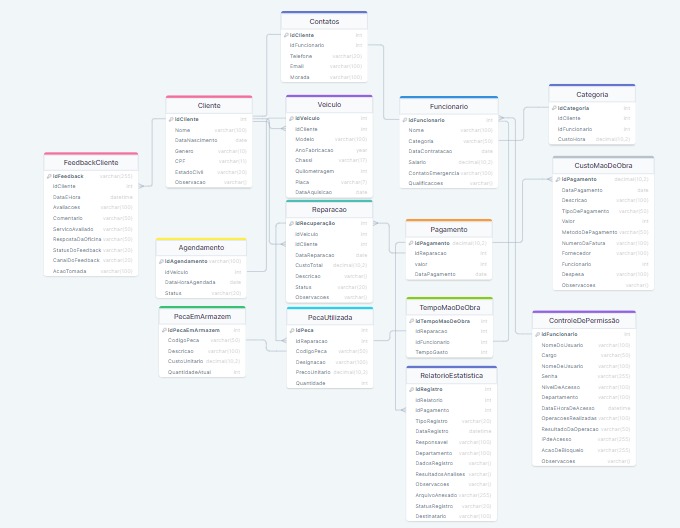 Contatos
idCliente int
idFuncionario int
Telefone varchar(20)
Email varchar(100)
Morada varchar(100)
Cliente
idCliente int
Nome varchar(100)
DataNascimento date
Genero varchar(10)
CPF varchar(11)
EstadoCivil varchar(20)
Observacao varchar()
Veiculo
idVeiculo int
idCliente int
Modelo varchar(100)
AnoFabricacao year
Chassi varchar(17)
Quilometragem int
Placa varchar(7)
DataAquisicao date
Funcionario
idFuncionario int
Nome varchar(100)
Categoria varchar(50)
DataContratacao date
Salario decimal(10,2)
ContatoEmergencia varchar(100)
Qualificacoes varchar()
Categoria
idCategoria int
idCliente int
idFuncionario int
CustoHora decimal(10,2)
FeedbackCliente
idFeedback varchar(255)
idCliente int
DataEHora datetime
Avaliacoes varchar(100)
Comentario varchar(50)
ServicoAvaliado varchar(50)
RespostaDaOficina varchar(50)
StatusDoFeedback varchar(50)
CanalDoFeedback varchar(50)
AcaoTomada varchar(255)
CustoMaoDeObra
idPagamento decimal(10,2)
DataPagamento date
Descricao varchar(100)
TipoDePagamento varchar(50)
Valor int
MetodoDePagamento varchar(50)
NumeroDaFatura varchar(100)
Fornecedor varchar(100)
Funcionario
Despesa varchar(100)
Observacoes varchar()
Reparacao
idRecuperação int
idVeiculo int
idCliente int
DataReparacao date
CustoTotal decimal(10,2)
Descricao varchar()
Status varchar(20)
Observacoes varchar()
Pagamento
idPagamento decimal(10,2)
idReparacao int
valor int
DataPagamento date
Agendamento
idAgendamento varchar(100)
idVeiculo int
DataHoraAgendada date
Status varchar(20)
PecaEmArmazem
idPecaEmArmazem int
CodigoPeca varchar(50)
Descricao varchar(100)
CustoUnitario decimal(10,2)
QuantidadeAtual int
PecaUtilizada
idPeca int
idReparacao int
CodigoPeca varchar(50)
Designacao varchar(100)
PrecoUnitario decimal(10,2)
Quantidade int
TempoMaoDeObra
idTempoMaoDeObra int
idReparacao int
idFuncionario int
TempoGasto int
ControleDePermissão
idFuncionario int
NomeDoUsuario varchar(100)
Cargo varchar(50)
NomeDeUsuario varchar(100)
Senha varchar(255)
NivelDeAcesso varchar(50)
Departamento varchar(100)
DataEHoraDeAcesso datetime
OperacoesRealizadas varchar(100)
ResultadoDaOperacao varchar(50)
IPdeAcesso varchar(255)
AcaoDeBloqueio varchar(255)
Observacoes varchar()
RelatorioEstatistica
idRegistro int
idRelatorio int
idPagamento int
TipoRegistro varchar(50)
DataRegistro datetime
Responsavel varchar(100)
Departamento varchar(100)
DadosRegistro varchar()
ResultadosAnalises varchar()
Observacoes varchar()
ArquivoAnexado varchar(255)
StatusRegistro varchar(20)
Destinatario varchar(100)